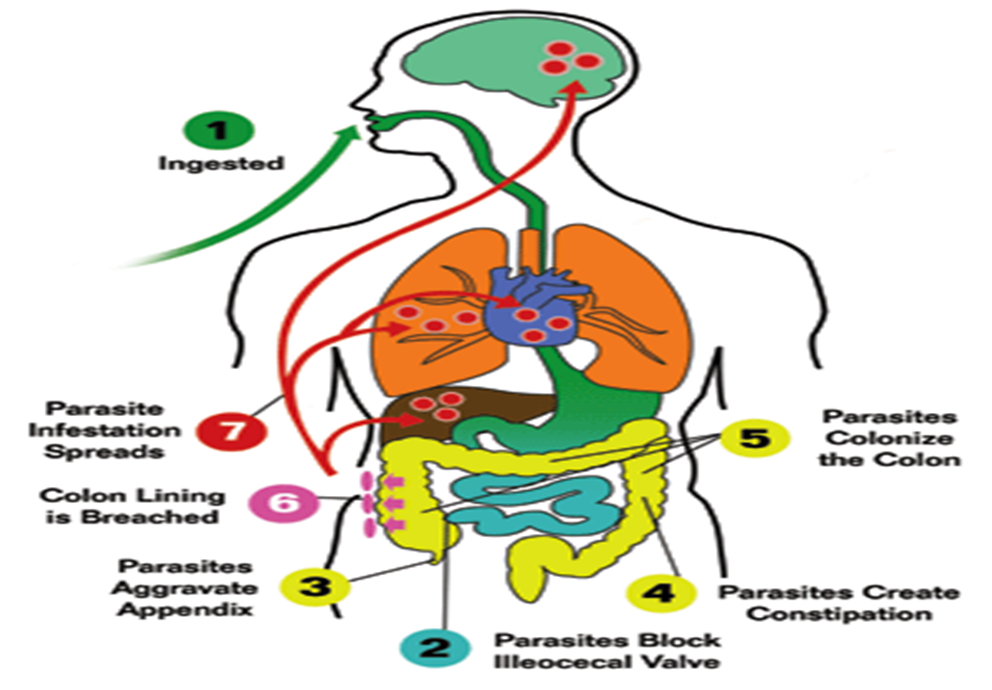 1
Ingested
Parasite
Infestation
Spreads
7
Colon Lining
is Breached
6
Parasites
Aggravate
Appendix
3
2
Parasites Block
Illeocecal Valve
4
Parasites Create
Constipation
5
Parasites
Colonize
the Colon